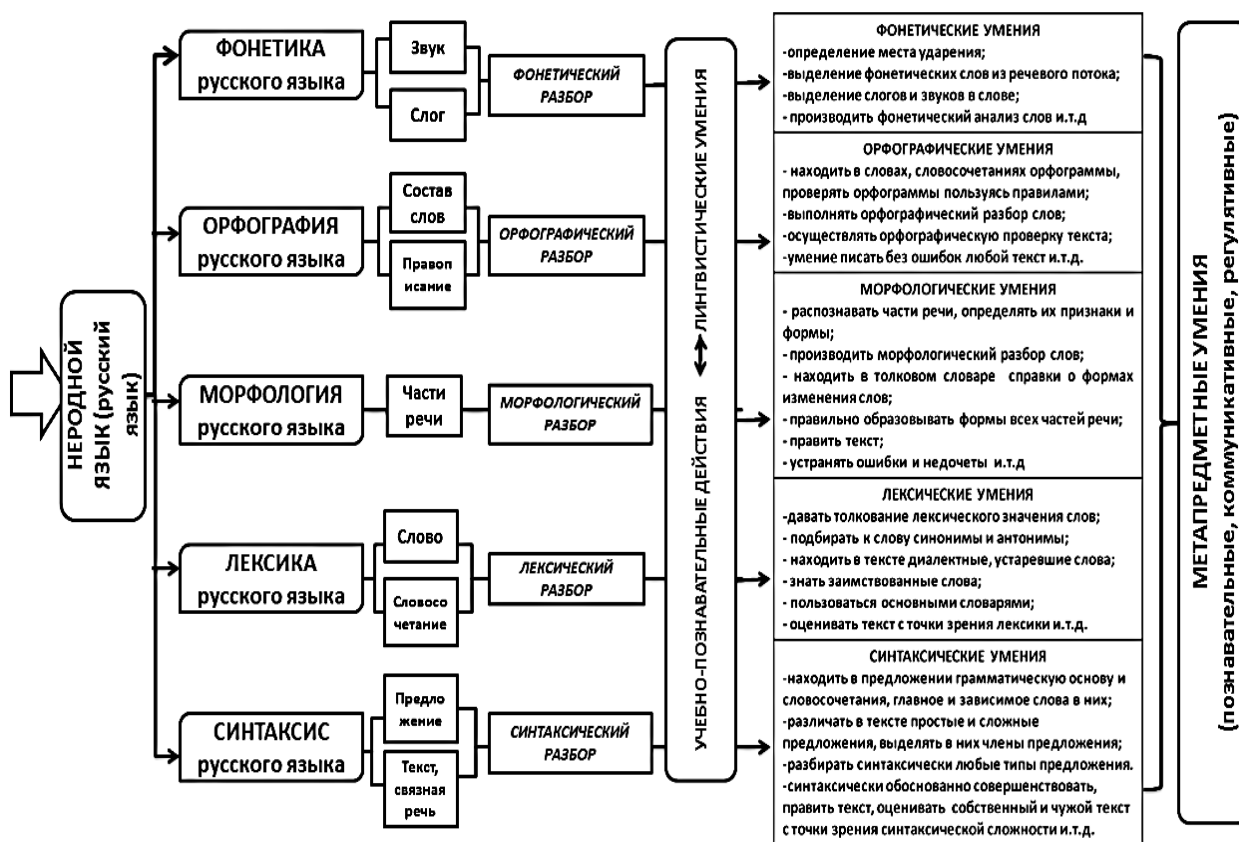 НЕРОДНОЙ
ЯЗЫК (русский
язык)
ФОНЕТИКА
русского языка
Звук
Слог
ФОНЕТИЧЕСКИЙ
РАЗБОР
ОРФОГРАФИЯ
русского языка
Состав
слов
Правоп
исание
ОРФОГРАФИЧЕСКИЙ
РАЗБОР
МОРФОЛОГИЯ
русского языка
Части
речи
МОРФОЛОГИЧЕСКИЙ
РАЗБОР
ЛЕКСИКА
русского языка
Слово
Словосо
четание
ЛЕКСИЧЕСКИЙ
РАЗБОР
СИНТАКСИС
русского языка
Предло
жение
Текст,
связная
речь
СИНТАКСИЧЕСКИЙ
РАЗБОР
УЧЕБНО-ПОЗНАВАТЕЛЬНЫЕ ДЕЙСТВИЯ ↔ ЛИНГВИСТИЧЕСКИЕ УМЕНИЯ
ФОНЕТИЧЕСКИЕ УМЕНИЯ
-определение места ударения;
-выделение фонетических слов из речевого потока;
-выделение слогов и звуков в слове;
- производить фонетический анализ слов и.т.д
ОРФОГРАФИЧЕСКИЕ УМЕНИЯ
- находить в словах, словосочетаниях орфограммы,
проверять орфограммы пользуясь правилами;
-выполнять орфографический разбор слов;
-осуществлять орфографическую проверку текста;
-умение писать без ошибок любой текст и.т.д.
МОРФОЛОГИЧЕСКИЕ УМЕНИЯ
- распознавать части речи, определять их признаки и
формы;
- производить морфологический разбор слов;
- находить в толковом словаре справки о формах
изменения слов;
- правильно образовывать формы всех частей речи;
- править текст;
- устранять ошибки и недочеты и.т.д
ЛЕКСИЧЕСКИЕ УМЕНИЯ
-давать толкование лексического значения слов;
- подбирать к слову синонимы и антонимы;
- находить в тексте диалектные, устаревшие слова;
- знать заимствованные слова;
- пользоваться основными словарями;
- оценивать текст с точки зрения лексики и.т.д.
СИНТАКСИЧЕСКИЕ УМЕНИЯ
-находить в предложении грамматическую основу и
словосочетания, главное и зависимое слова в них;
-различать в тексте простые и сложные
предложения, выделять в них члены предложения;
- разбирать синтаксически любые типы предложения.
-синтаксически обоснованно совершенствовать,
править текст, оценивать собственный и чужой текст
с точки зрения синтаксической сложности и.т.д.
МЕТАПРЕДМЕТНЫЕ УМЕНИЯ
(познавательные, коммуникативные, регулятивные)